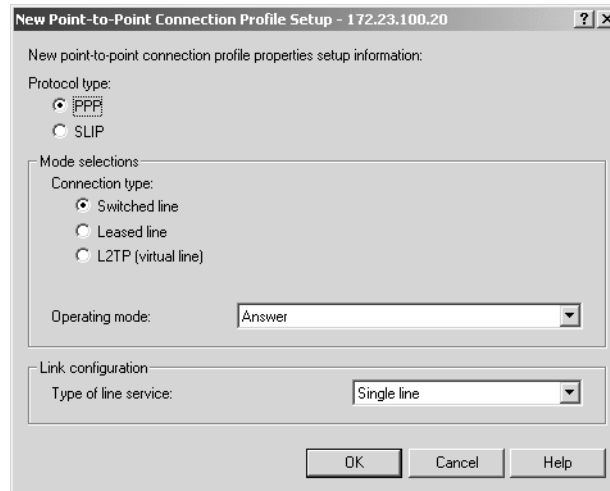 New Point-to-Point Connection Profile Setup - 172.23.100.20
New point-to-point connection profile properties setup information:
Protocol type:
PPP
SLIP
Mode selections
Connection type:
Switched line
Leased line
L2TP (virtual line)
Operating mode: Answer
Link configuration
Type of line service: Single line
OK Cancel Help